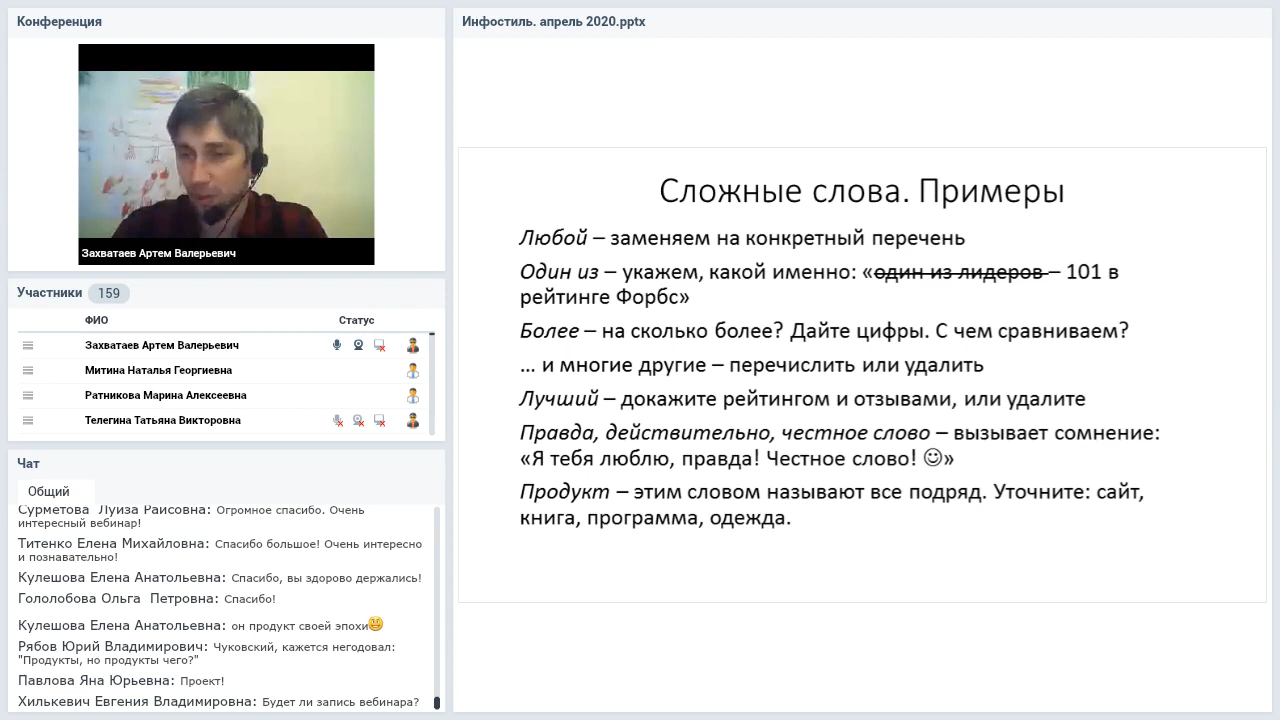 Конференция
Захватаев Артем Валерьевич
Участники 159
ФИО Статус
Захватаев Артем Валерьевич
Митина Наталья Георгиевна
Ратникова Марина Алексеевна
Телегина Татьяна Викторовна
Чат
Общий
Сурметова Луиза Раисовна: Огромное спасибо. Очень
интересный вебинар!
Титенко Елена Михайловна: Спасибо большое! Очень интересно
и познавательно!
Кулешова Елена Анатольевна: Спасибо, вы здорово держались!
Гололобова Ольга Петровна: Спасибо!
Кулешова Елена Анатольевна: он продукт своей эпохи
Рябов Юрий Владимирович: Чуковский, кажется негодовал:
"Продукты, но продукты чего?"
Павлова Яна Юрьевна: Проект!
Хилькевич Евгения Владимировна: Будет ли запись вебинара?
Инфостиль. апрель 2020.pptx
Сложные слова. Примеры
Любой – заменяем на конкретный перечень
Один из – укажем, какой именно: «один из лидеров – 101 в
рейтинге Форбс»
Более – на сколько более? Дайте цифры. С чем сравниваем?
... и многие другие – перечислить или удалить
Лучший – докажите рейтингом и отзывами, или удалите
Правда, действительно, честное слово – вызывает сомнение:
«Я тебя люблю, правда! Честное слово! ☺»
Продукт – этим словом называют все подряд. Уточните: сайт,
книга, программа, одежда.